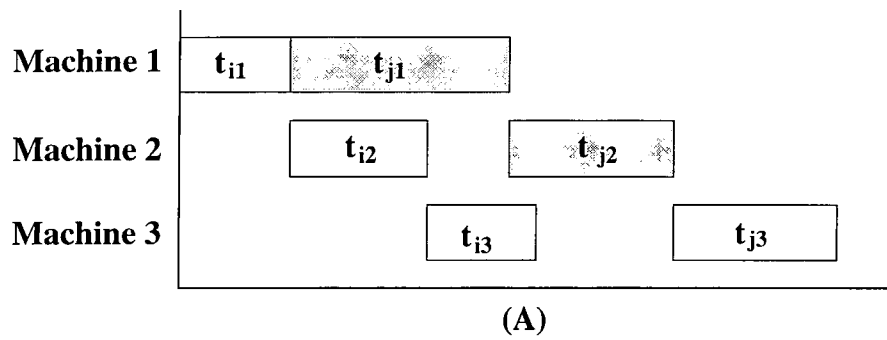 Machine 1 t_i1 t_j1
Machine 2 t_i2 t_j2
Machine 3 t_i3 t_j3
(A)